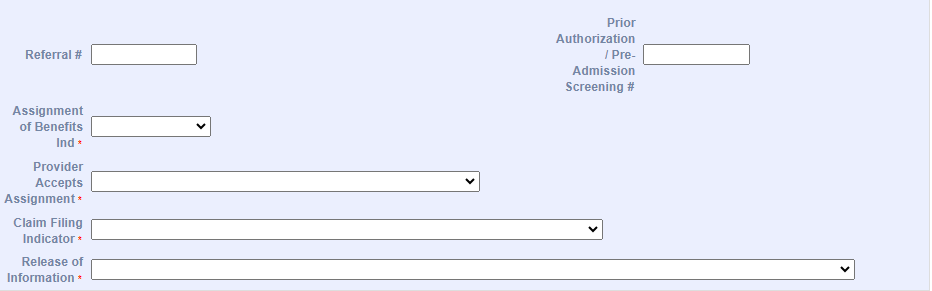 Referral #
Prior
Authorization
/ Pre-
Admission
Screening #
Assignment
of Benefits
Ind *
Provider
Accepts
Assignment *
Claim Filing
Indicator *
Release of
Information *